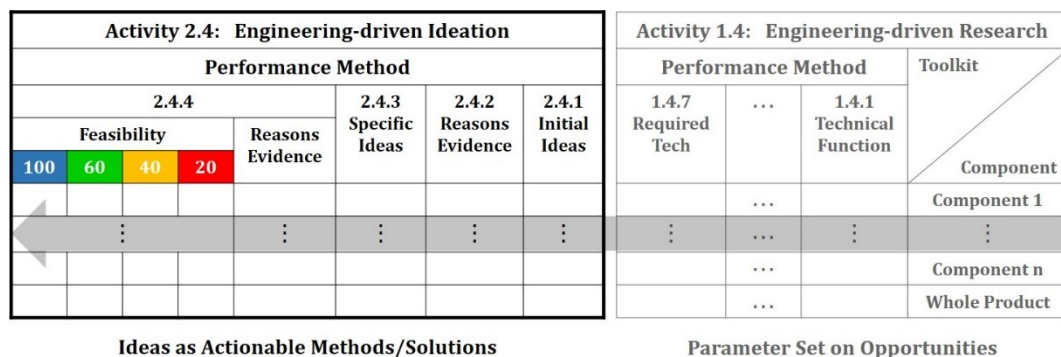 Activity 2.4: Engineering-driven Ideation
Performance Method
2.4.4
Feasibility
100 60 40 20
Reasons
Evidence
2.4.3
Specific
Ideas
2.4.2
Reasons
Evidence
2.4.1
Initial
Ideas
⋮ ⋮ ⋮ ⋮ ⋮
Ideas as Actionable Methods/Solutions
Activity 1.4: Engineering-driven Research
Performance Method
Toolkit
Component
1.4.7
Required
Tech
...
1.4.1
Technical
Function
... Component 1
⋮ ... ⋮ ⋮
... Component n
... Whole Product
Parameter Set on Opportunities